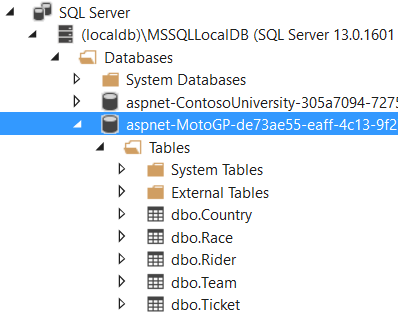 SQL Server
(localdb)\MSSQLLocalDB (SQL Server 13.0.1601
Databases
System Databases
aspnet-ContosoUniversity-305a7094-7275
aspnet-MotoGP-de73ae55-eaff-4c13-9f2
Tables
System Tables
External Tables
dbo.Country
dbo.Race
dbo.Rider
dbo.Team
dbo.Ticket